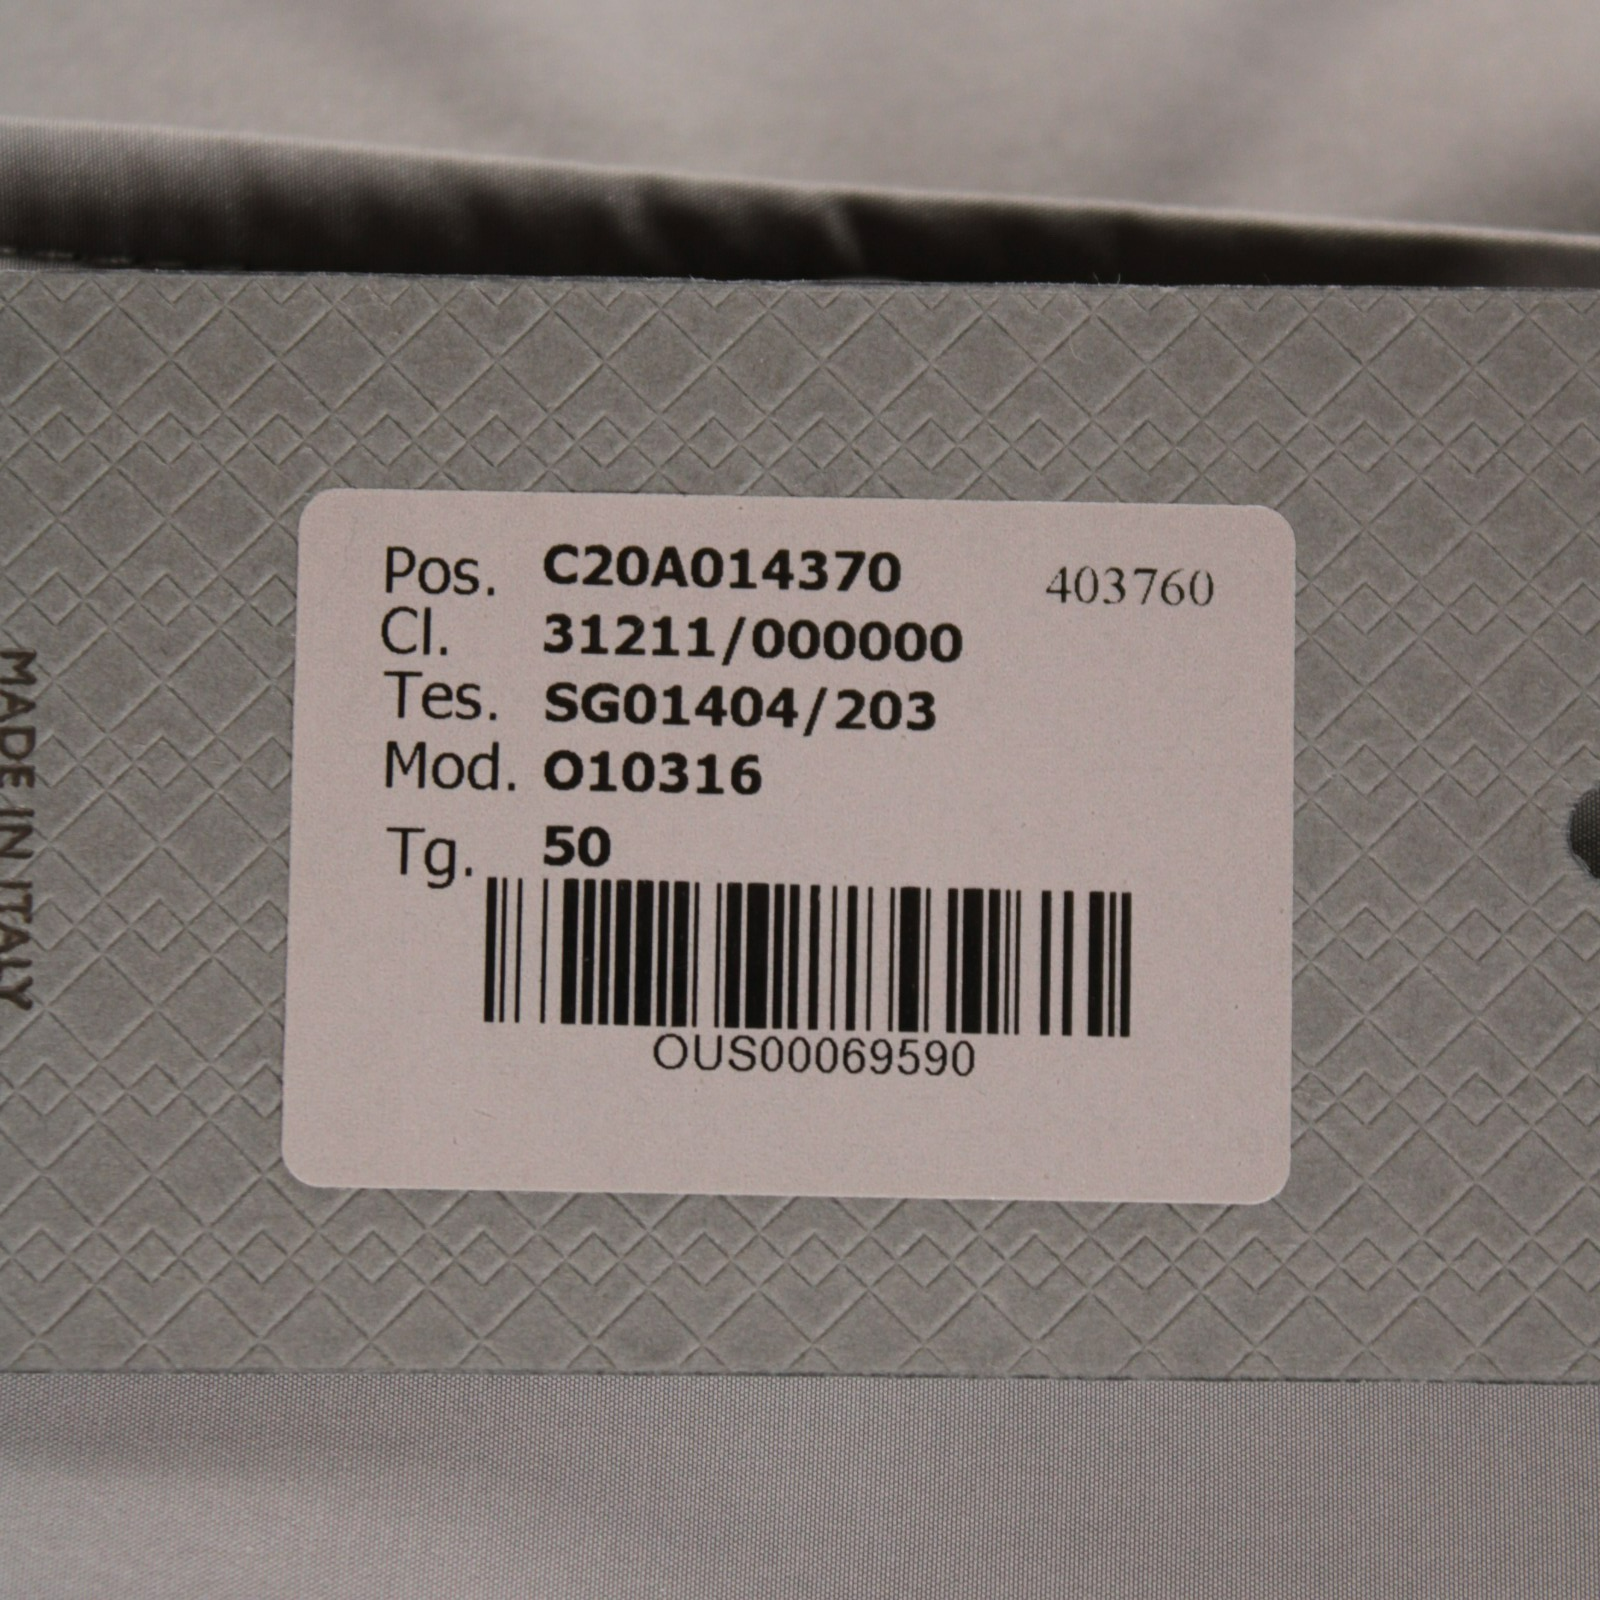 Pos. C20A014370 403760
Cl. 31211/000000
Tes. SG01404/203
Mod. O10316
Tg. 50
OUS00069590
MADE IN ITALY